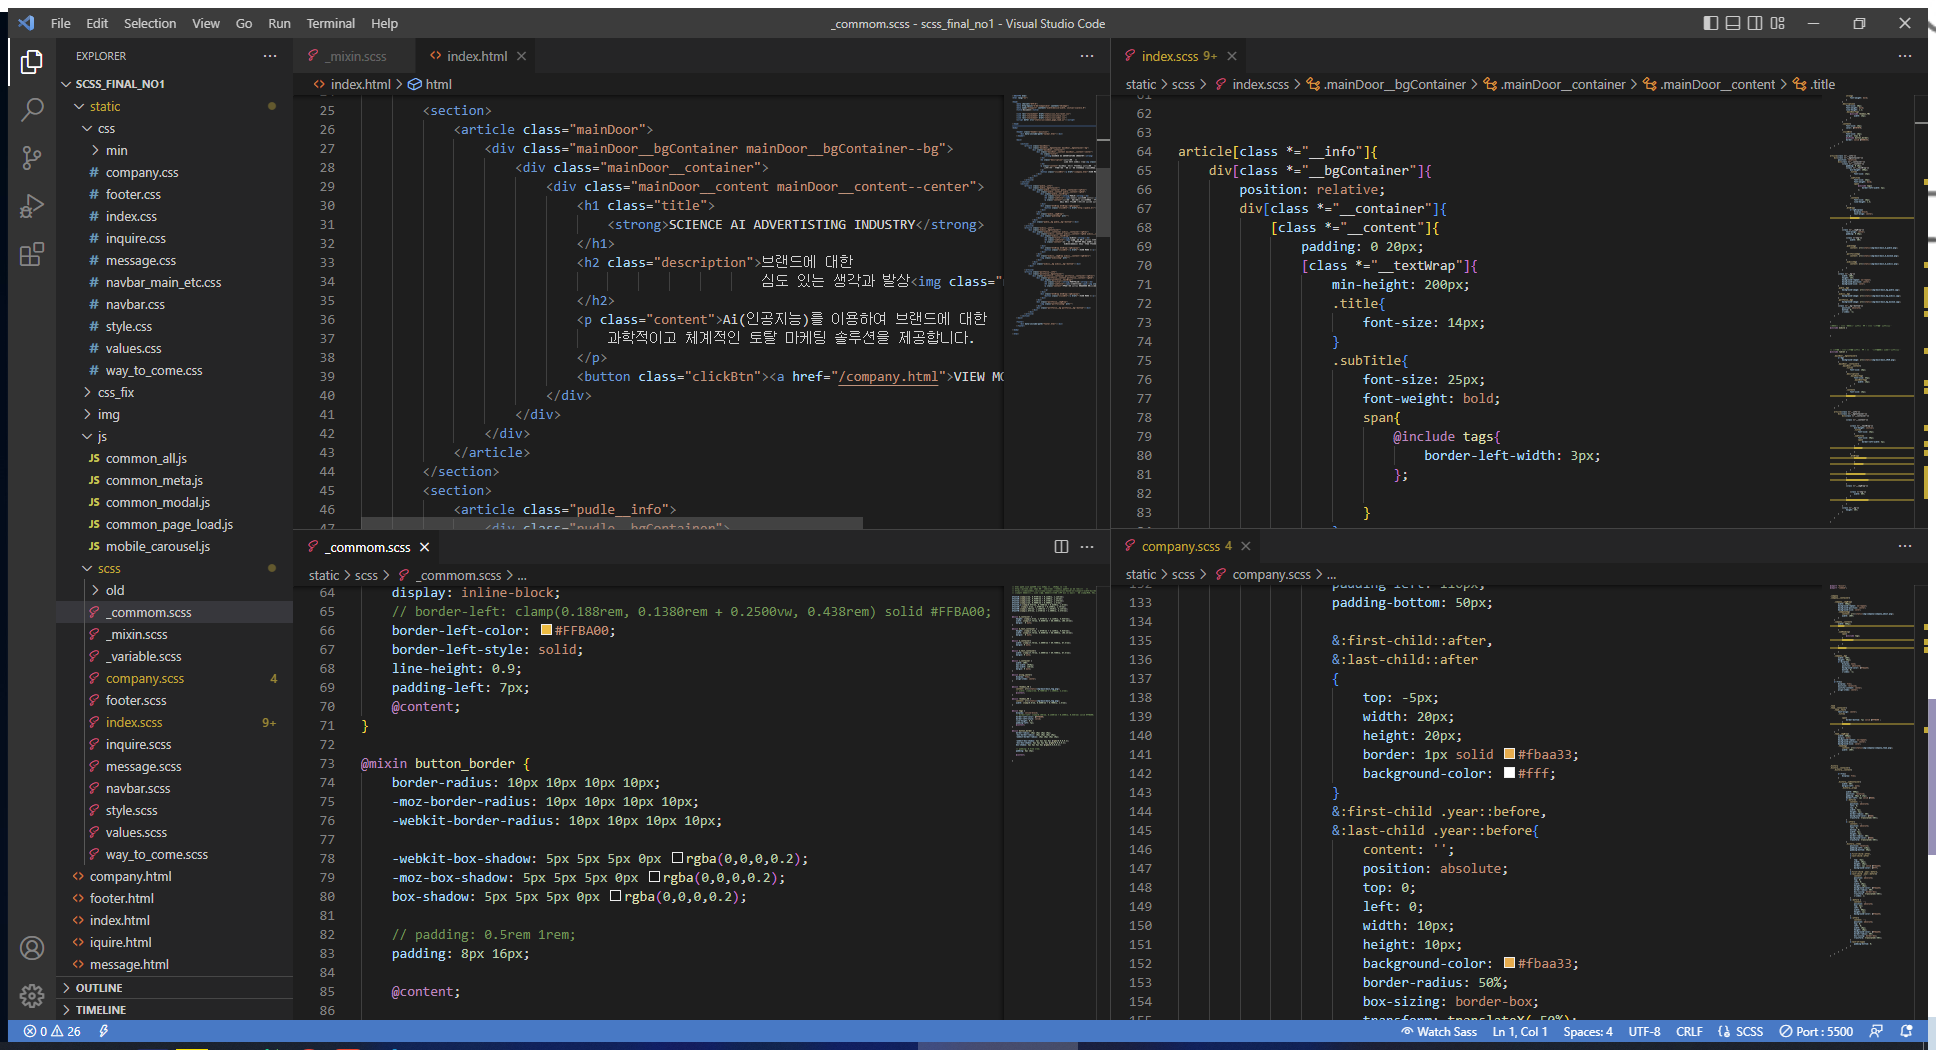 File Edit Selection View Go Run Terminal Help
_commom.scss - scss_final_no1 - Visual Studio Code
EXPLORER
SCSS_FINAL_NO1
static
css
min
company.css
footer.css
index.css
inquire.css
message.css
navbar_main_etc.css
navbar.css
style.css
values.css
way_to_come.css
css_fix
img
js
JS common_all.js
JS common_meta.js
JS common_modal.js
JS common_page_load.js
JS mobile_carousel.js
scss
old
_commom.scss
_mixin.scss
_variable.scss
company.scss 4
footer.scss
index.scss 9+
inquire.scss
message.scss
navbar.scss
style.scss
values.scss
way_to_come.scss
company.html
footer.html
index.html
iquire.html
message.html
OUTLINE
TIMELINE
_mixin.scss
index.html
index.html > html
25 <section>
26 <article class="mainDoor">
27 <div class="mainDoor__bgContainer mainDoor__bgContainer--bg">
28 <div class="mainDoor__container">
29 <div class="mainDoor__content mainDoor__content--center">
30 <h1 class="title">
31 <strong>SCIENCE AI ADVERTISTING INDUSTRY</strong>
32 </h1>
33 <h2 class="description">브랜드에 대한
34 심도 있는 생각과 발상<img class="
35 </h2>
36 <p class="content">Ai(인공지능)를 이용하여 브랜드에 대한
37 과학적이고 체계적인 토탈 마케팅 솔루션을 제공합니다.
38 </p>
39 <button class="clickBtn"><a href="/company.html">VIEW MO
40 </div>
41 </div>
42 </div>
43 </article>
44 </section>
45 <section>
46 <article class="pudle__info">
47 <div class="pudle__bgContainer">
index.scss 9+
static > scss > index.scss > .mainDoor__bgContainer > .mainDoor__container > .mainDoor__content > .title
61
62
63
64 article[class *="__info"]{
65 div[class *="__bgContainer"]{
66 position: relative;
67 div[class *="__container"]{
68 [class *="__content"]{
69 padding: 0 20px;
70 [class *="__textWrap"]{
71 min-height: 200px;
72 .title{
73 font-size: 14px;
74 }
75 .subTitle{
76 font-size: 25px;
77 font-weight: bold;
78 span{
79 @include tags{
80 border-left-width: 3px;
81 };
82
83 }
_commom.scss
static > scss > _commom.scss > ...
64 display: inline-block;
65 // border-left: clamp(0.188rem, 0.1380rem + 0.2500vw, 0.438rem) solid #FFBA00;
66 border-left-color: #FFBA00;
67 border-left-style: solid;
68 line-height: 0.9;
69 padding-left: 7px;
70 @content;
71 }
72
73 @mixin button_border {
74 border-radius: 10px 10px 10px 10px;
75 -moz-border-radius: 10px 10px 10px 10px;
76 -webkit-border-radius: 10px 10px 10px 10px;
77
78 -webkit-box-shadow: 5px 5px 5px 0px rgba(0,0,0,0.2);
79 -moz-box-shadow: 5px 5px 5px 0px rgba(0,0,0,0.2);
80 box-shadow: 5px 5px 5px 0px rgba(0,0,0,0.2);
81
82 // padding: 0.5rem 1rem;
83 padding: 8px 16px;
84
85 @content;
86
company.scss 4
static > scss > company.scss > ...
132 padding-left: 110px;
133 padding-bottom: 50px;
134
135 &:first-child::after,
136 &:last-child::after
137 {
138 top: -5px;
139 width: 20px;
140 height: 20px;
141 border: 1px solid #fbaa33;
142 background-color: #fff;
143 }
144 &:first-child .year::before,
145 &:last-child .year::before{
146 content: '';
147 position: absolute;
148 top: 0;
149 left: 0;
150 width: 10px;
151 height: 10px;
152 background-color: #fbaa33;
153 border-radius: 50%;
154 box-sizing: border-box;
155 transform: translateX(-50%);
0 26
Watch Sass Ln 1, Col 1 Spaces: 4 UTF-8 CRLF SCSS Port : 5500